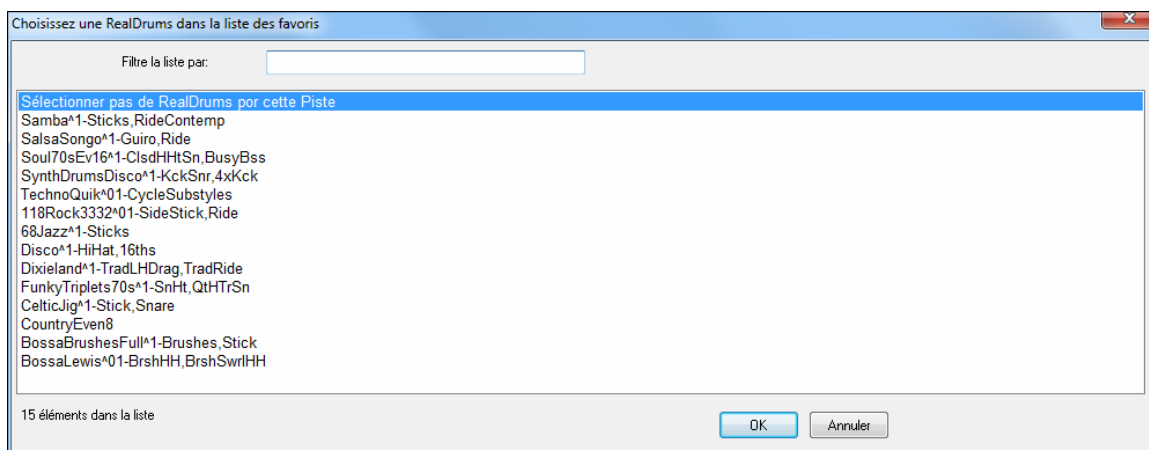 Choisissez une RealDrums dans la liste des favoris
Filtre la liste par:
Sélectionner pas de RealDrums por cette Piste
Samba^1-Sticks,RideContemp
SalsaSongo^1-Guiro,Ride
Soul70sEv16^1-ClsdHHtSn,BusyBss
SynthDrumsDisco^1-KckSnr,4xKck
TechnoQuik^01-CycleSubstyles
118Rock3332^01-SideStick,Ride
68Jazz^1-Sticks
Disco^1-HiHat,16ths
Dixieland^1-TradLHDrag,TradRide
FunkyTriplets70s^1-SnHt,QtHTrSn
CelticJig^1-Stick,Snare
CountryEven8
BossaBrushesFull^1-Brushes,Stick
BossaLewis^01-BrshHH,BrshSwrlHH
15 éléments dans la liste
OK Annuler